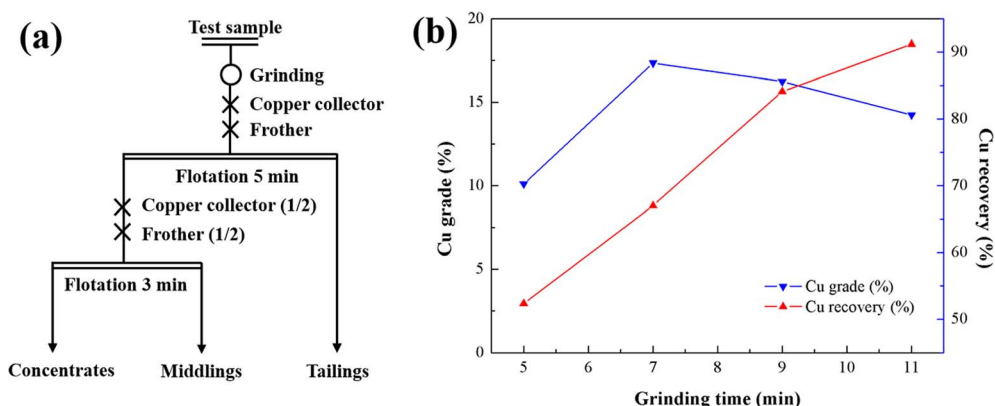 (a)
Test sample
Grinding
Copper collector
Frother
Flotation 5 min
Copper collector (1/2)
Frother (1/2)
Flotation 3 min
Concentrates
Middlings
Tailings
(b)
20
15
10
5
0
Cu grade (%)
5
6
7
8
9
10
11
Grinding time (min)
90
80
70
60
50
Cu recovery (%)
Cu grade (%)
Cu recovery (%)